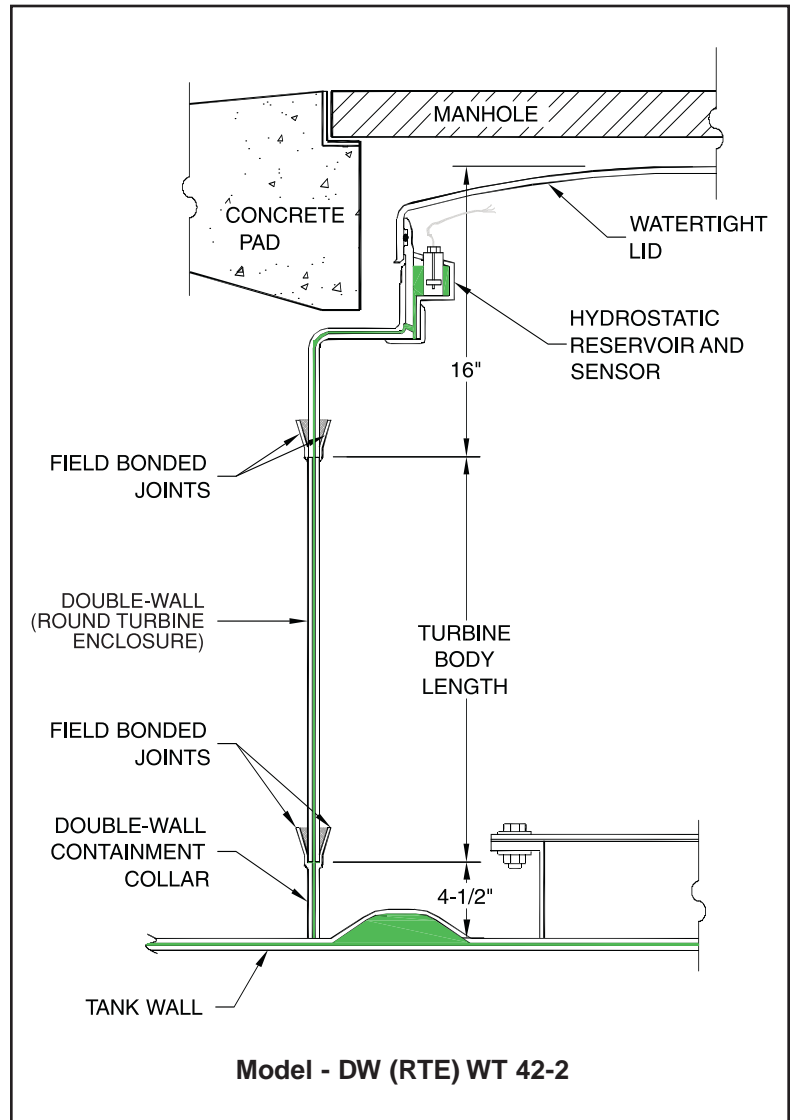 MANHOLE
CONCRETE
PAD
WATERTIGHT
LID
HYDROSTATIC
RESERVOIR AND
SENSOR
16"
FIELD BONDED
JOINTS
DOUBLE-WALL
(ROUND TURBINE
ENCLOSURE)
TURBINE
BODY
LENGTH
FIELD BONDED
JOINTS
DOUBLE-WALL
CONTAINMENT
COLLAR
4-1/2"
TANK WALL
Model - DW (RTE) WT 42-2